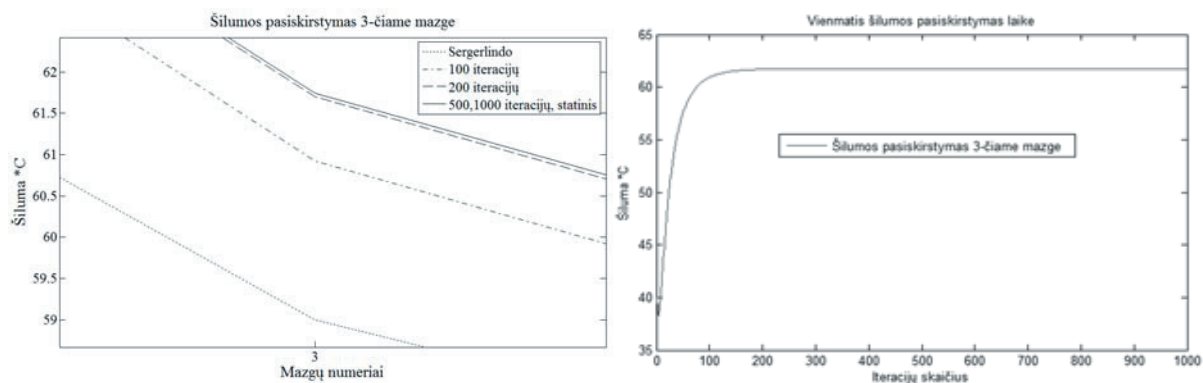 Šilumos pasiskirstymas 3-čiame mazge
Šiluma *C
62
61.5
61
60.5
60
59.5
59
3
Mazgų numeriai
Sergerlindo
100 iteracijų
200 iteracijų
500,1000 iteracijų, statinis
Vienmatis šilumos pasiskirstymas laike
Šiluma *C
65
60
55
50
45
40
35
0 100 200 300 400 500 600 700 800 900 1000
Iteracijų skaičius
Šilumos pasiskirstymas 3-čiame mazge